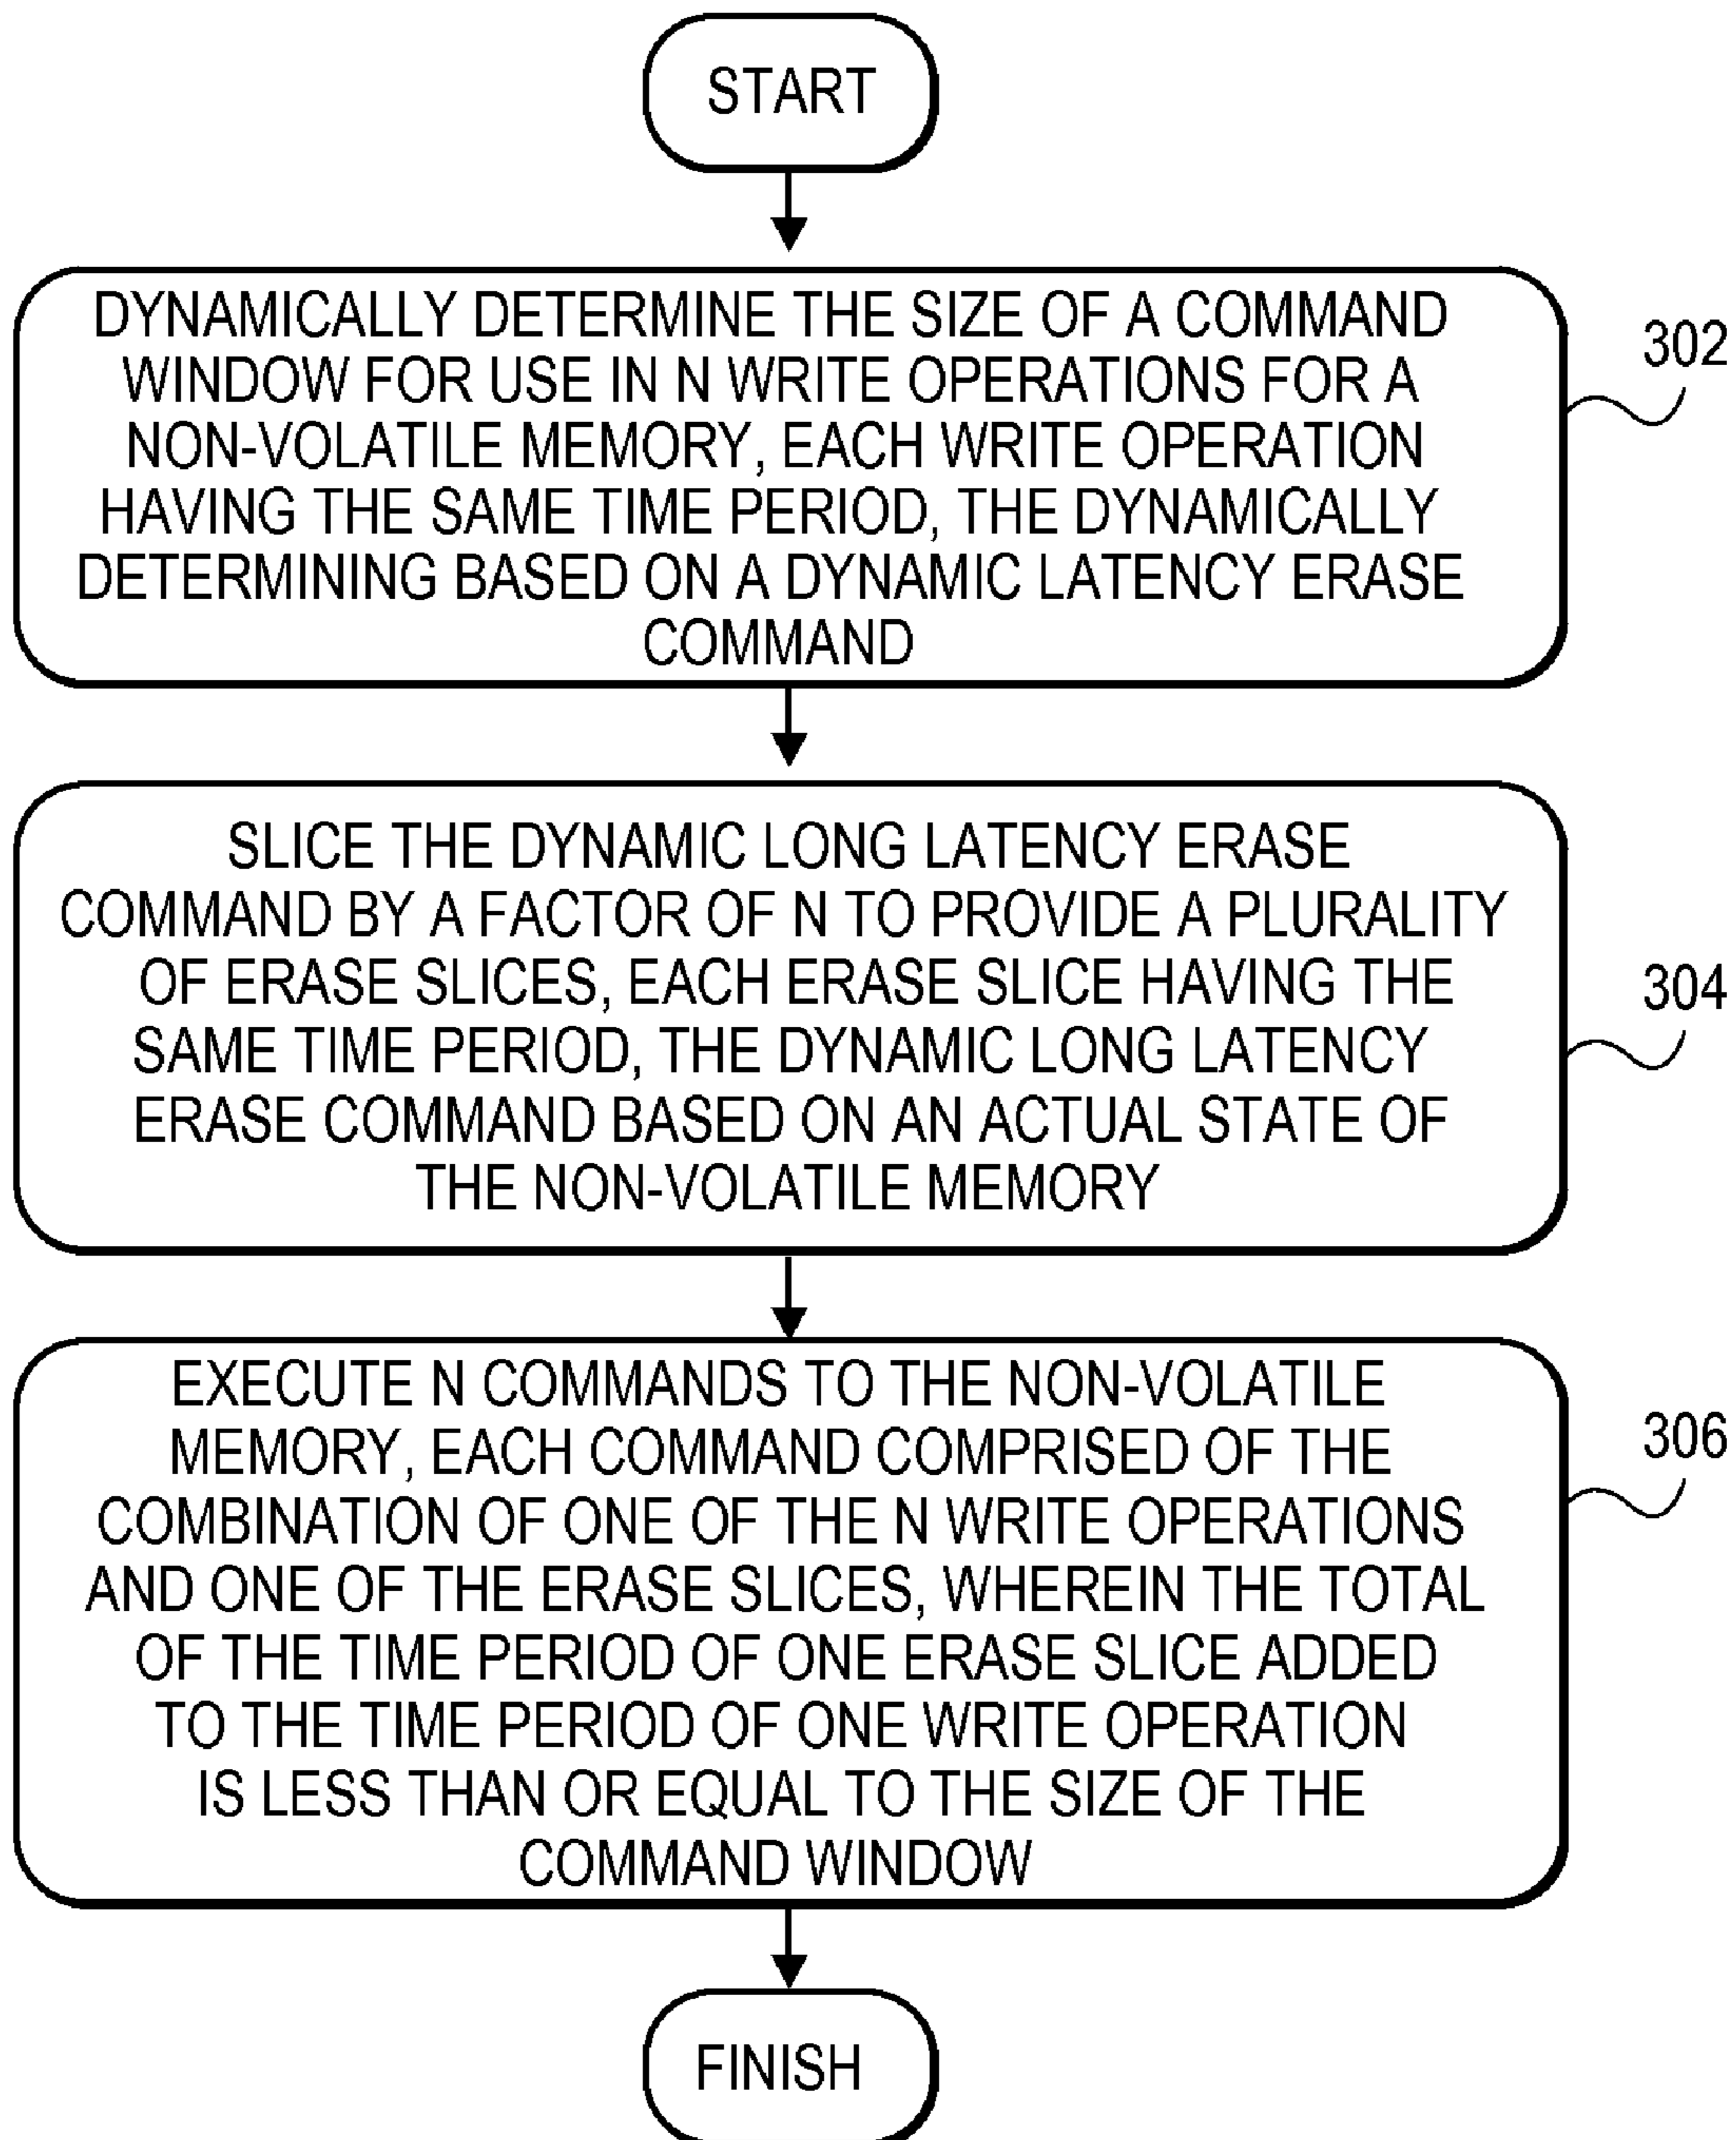 START
DYNAMICALLY DETERMINE THE SIZE OF A COMMAND
WINDOW FOR USE IN N WRITE OPERATIONS FOR A
NON-VOLATILE MEMORY, EACH WRITE OPERATION
HAVING THE SAME TIME PERIOD, THE DYNAMICALLY
DETERMINING BASED ON A DYNAMIC LATENCY ERASE
COMMAND
302
SLICE THE DYNAMIC LONG LATENCY ERASE
COMMAND BY A FACTOR OF N TO PROVIDE A PLURALITY
OF ERASE SLICES, EACH ERASE SLICE HAVING THE
SAME TIME PERIOD, THE DYNAMIC LONG LATENCY
ERASE COMMAND BASED ON AN ACTUAL STATE OF
THE NON-VOLATILE MEMORY
304
EXECUTE N COMMANDS TO THE NON-VOLATILE
MEMORY, EACH COMMAND COMPRISED OF THE
COMBINATION OF ONE OF THE N WRITE OPERATIONS
AND ONE OF THE ERASE SLICES, WHEREIN THE TOTAL
OF THE TIME PERIOD OF ONE ERASE SLICE ADDED
TO THE TIME PERIOD OF ONE WRITE OPERATION
IS LESS THAN OR EQUAL TO THE SIZE OF THE
COMMAND WINDOW
306
FINISH